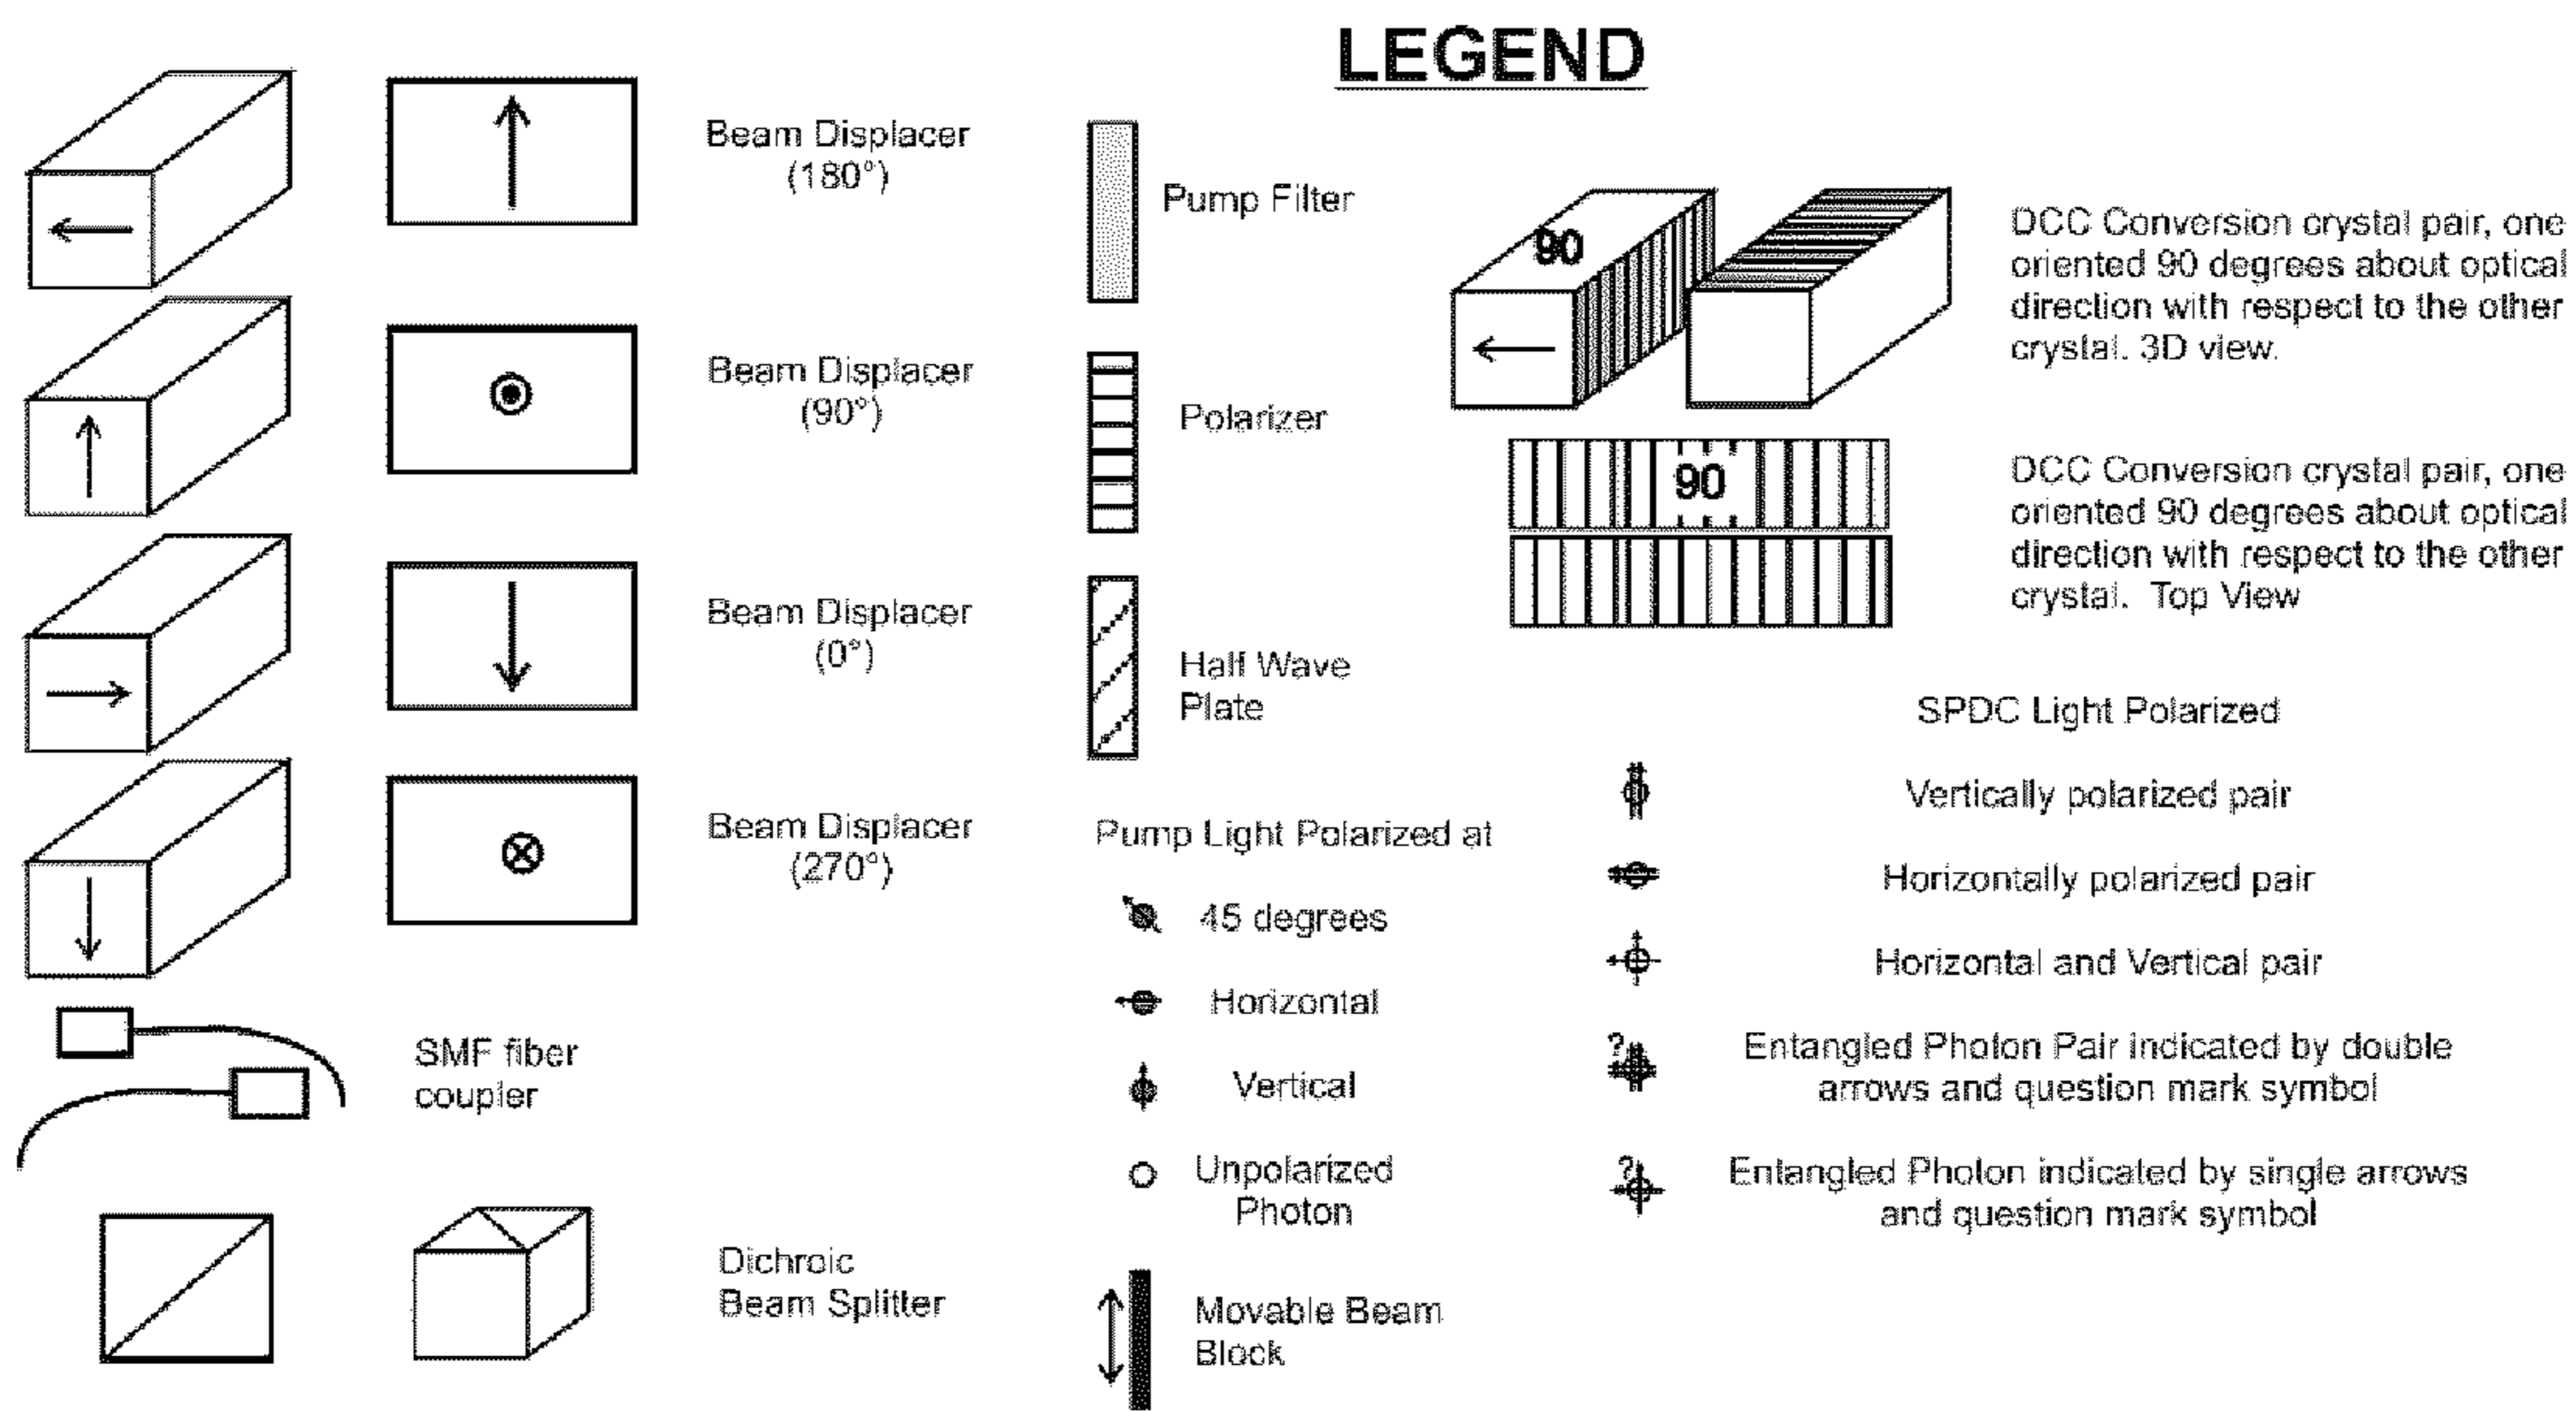 LEGEND
Beam Displacer
(180°)
Beam Displacer
(90°)
Beam Displacer
(0°)
Beam Displacer
(270°)
SMF fiber
coupler
Dichroic
Beam Splitter
Pump Filter
Polarizer
Half Wave
Plate
Pump Light Polarized at
45 degrees
Horizontal
Vertical
Unpolarized
Photon
Movable Beam
Block
90
DCC Conversion crystal pair, one
oriented 90 degrees about optical
direction with respect to the other
crystal. 3D view.
90
DCC Conversion crystal pair, one
oriented 90 degrees about optical
direction with respect to the other
crystal. Top View
SPDC Light Polarized
Vertically polarized pair
Horizontally polarized pair
Horizontal and Vertical pair
?
Entangled Photon Pair indicated by double
arrows and question mark symbol
?
Entangled Photon indicated by single arrows
and question mark symbol